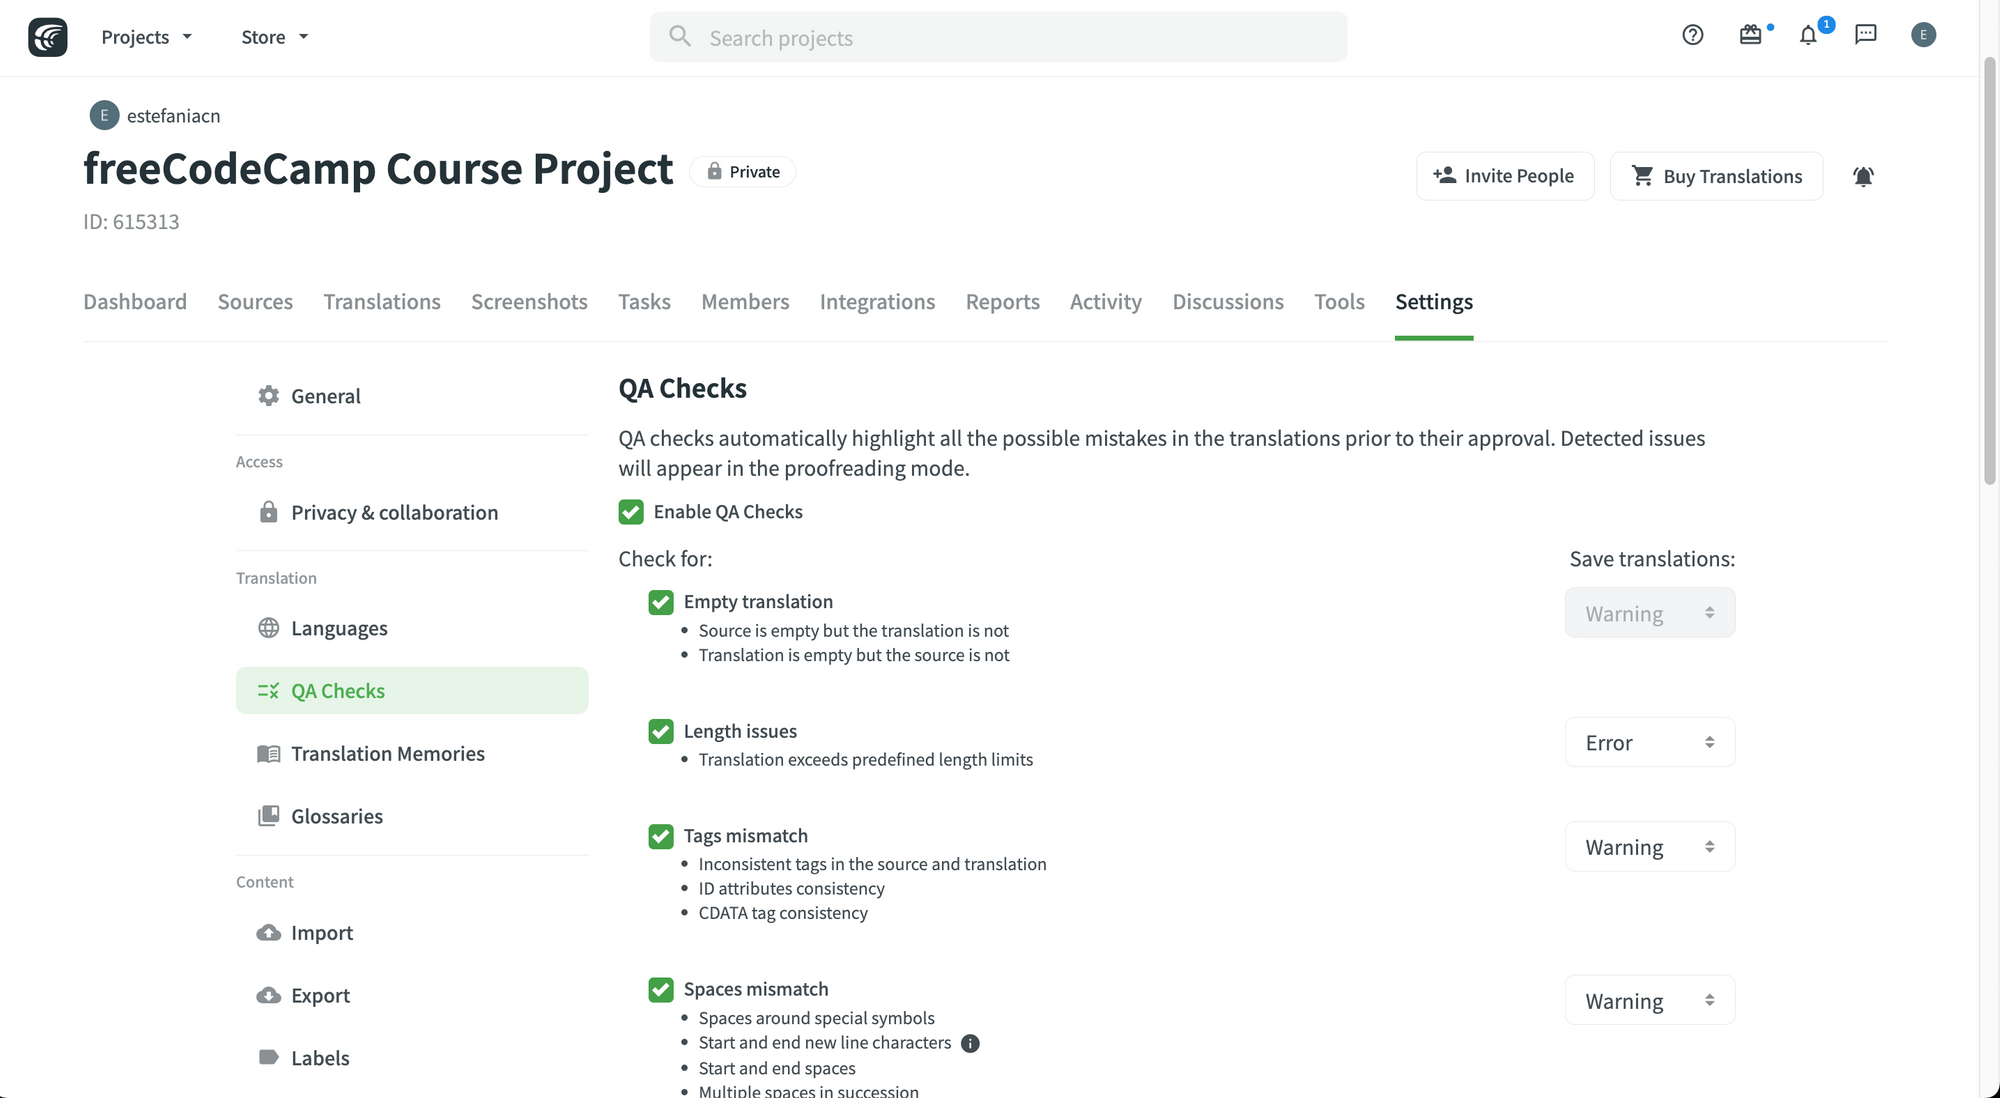 Projects
Store
Search projects
1
E
E
estefaniacn
freeCodeCamp Course Project
Private
Invite People
Buy Translations
ID: 615313
Dashboard
Sources
Translations
Screenshots
Tasks
Members
Integrations
Reports
Activity
Discussions
Tools
Settings
General
Access
Privacy & collaboration
Translation
Languages
QA Checks
Translation Memories
Glossaries
Content
Import
Export
Labels
QA Checks
QA checks automatically highlight all the possible mistakes in the translations prior to their approval. Detected issues
will appear in the proofreading mode.
Enable QA Checks
Check for:
Save translations:
Empty translation
Warning
• Source is empty but the translation is not
• Translation is empty but the source is not
Length issues
Error
• Translation exceeds predefined length limits
Tags mismatch
Warning
• Inconsistent tags in the source and translation
• ID attributes consistency
• CDATA tag consistency
Spaces mismatch
Warning
• Spaces around special symbols
• Start and end new line characters
• Start and end spaces
• Multiple spaces in succession